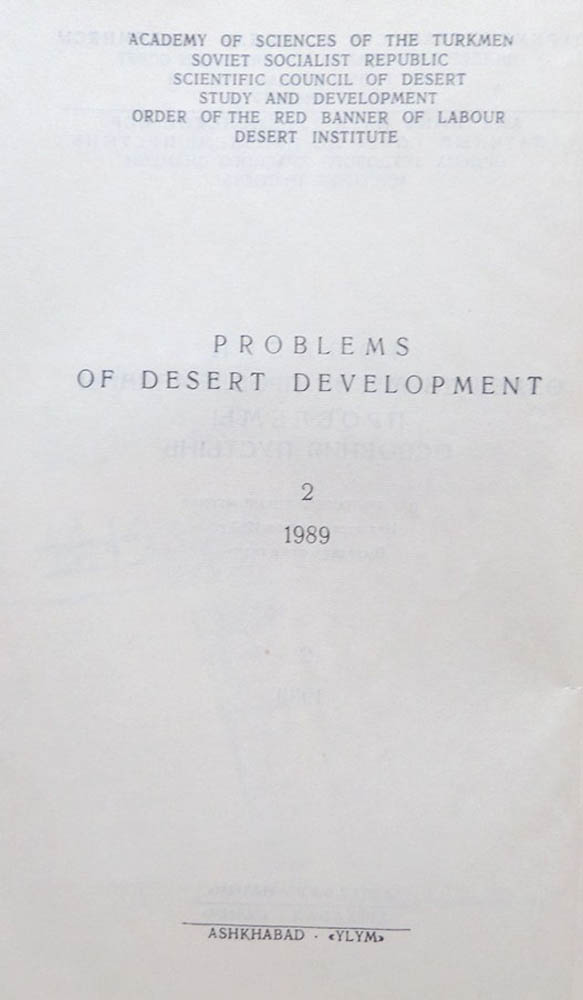 ACADEMY OF SCIENCES OF THE TURKMEN
SOVIET SOCIALIST REPUBLIC
SCIENTIFIC COUNCIL OF DESERT
STUDY AND DEVELOPMENT
ORDER OF THE RED BANNER OF LABOUR
DESERT INSTITUTE
PROBLEMS
OF DESERT DEVELOPMENT
2
1989
ASHKHABAD · «YLYM»